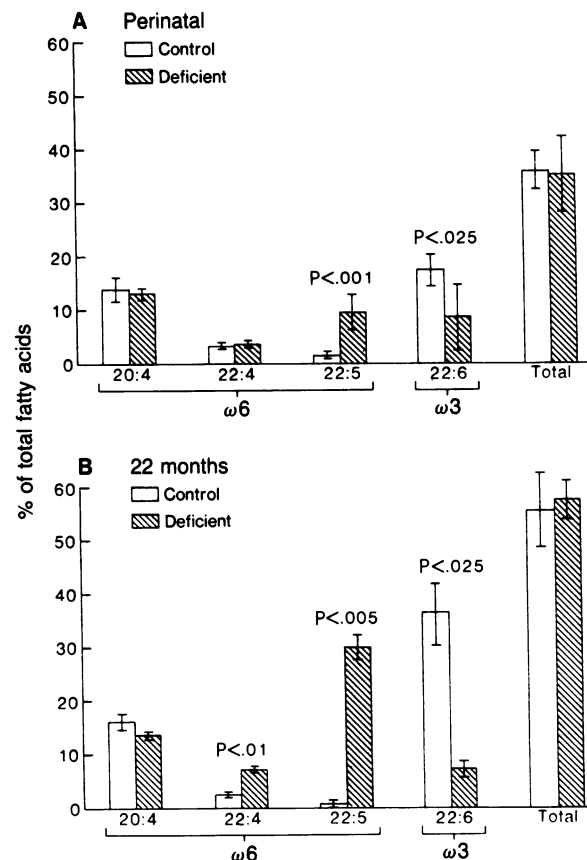 A Perinatal
Control
Deficient
60
50
40
30
20
10
0
P<.001
P<.025
20:4 22:4 22:5 22:6 Total
ω6 ω3
% of total fatty acids
B 22 months
Control
Deficient
60
50
40
30
20
10
0
P<.01
P<.005
P<.025
20:4 22:4 22:5 22:6 Total
ω6 ω3